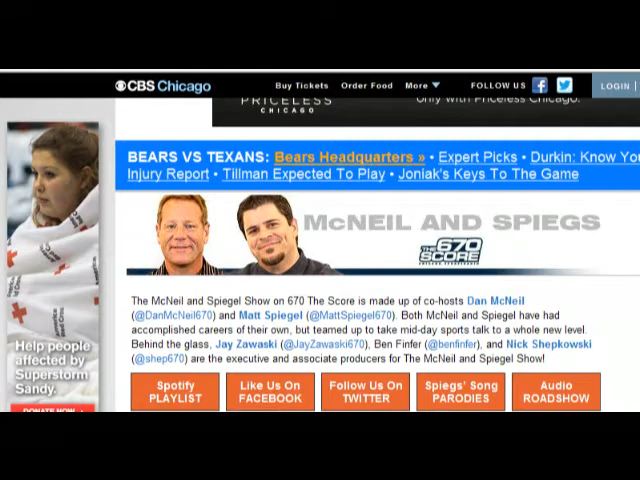 CBS Chicago
Buy Tickets Order Food More FOLLOW US LOGIN
PRICELESS
CHICAGO
only with Priceless Chicago.
BEARS VS TEXANS: Bears Headquarters » • Expert Picks • Durkin: Know You
Injury Report • Tillman Expected To Play • Joniak's Keys To The Game
McNEIL AND SPIEGS
THE 670
SCORE
The McNeil and Spiegel Show on 670 The Score is made up of co-hosts Dan McNeil
(@DanMcNeil670) and Matt Spiegel (@MattSpiegel670). Both McNeil and Spiegel have had
accomplished careers of their own, but teamed up to take mid-day sports talk to a whole new level.
Behind the glass, Jay Zawaski (@JayZawaski670), Ben Finfer (@benfinfer), and Nick Shepkowski
(@shep670) are the executive and associate producers for The McNeil and Spiegel Show!
Help people
affected by
Superstorm
Sandy.
DONATE NOW
Spotify
PLAYLIST
Like Us On
FACEBOOK
Follow Us On
TWITTER
Spiegs' Song
PARODIES
Audio
ROADSHOW